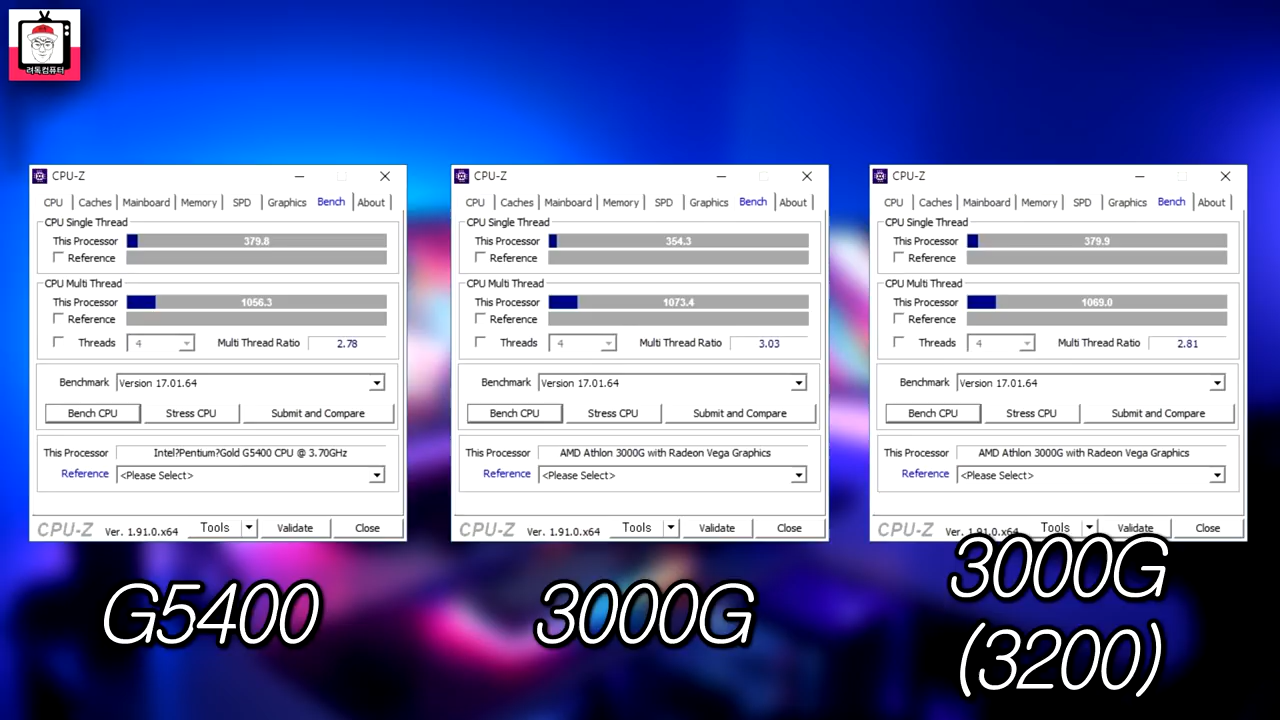 려독컴퓨터
CPU-Z
CPU Caches Mainboard Memory SPD Graphics Bench About
CPU Single Thread
This Processor 379.8
Reference
CPU Multi Thread
This Processor 1056.3
Reference
Threads 4 Multi Thread Ratio 2.78
Benchmark Version 17.01.64
Bench CPU Stress CPU Submit and Compare
This Processor Intel?Pentium?Gold G5400 CPU @ 3.70GHz
Reference <Please Select>
CPU-Z Ver. 1.91.0.x64 Tools Validate Close
G5400
CPU-Z
CPU Caches Mainboard Memory SPD Graphics Bench About
CPU Single Thread
This Processor 354.3
Reference
CPU Multi Thread
This Processor 1073.4
Reference
Threads 4 Multi Thread Ratio 3.03
Benchmark Version 17.01.64
Bench CPU Stress CPU Submit and Compare
This Processor AMD Athlon 3000G with Radeon Vega Graphics
Reference <Please Select>
CPU-Z Ver. 1.91.0.x64 Tools Validate Close
3000G
CPU-Z
CPU Caches Mainboard Memory SPD Graphics Bench About
CPU Single Thread
This Processor 379.9
Reference
CPU Multi Thread
This Processor 1069.0
Reference
Threads 4 Multi Thread Ratio 2.81
Benchmark Version 17.01.64
Bench CPU Stress CPU Submit and Compare
This Processor AMD Athlon 3000G with Radeon Vega Graphics
Reference <Please Select>
CPU-Z Ver. 1.91.0.x64 Tools Validate Close
3000G
(3200)